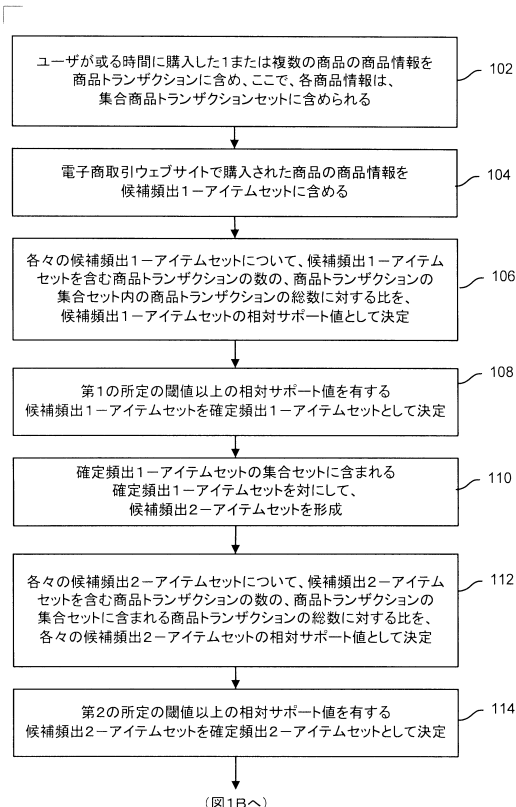 ユーザが或る時間に購入した1または複数の商品の商品情報を
商品トランザクションに含め、ここで、各商品情報は、
集合商品トランザクションセットに含められる
102
電子商取引ウェブサイトで購入された商品の商品情報を
候補頻出1-アイテムセットに含める
104
各々の候補頻出1-アイテムセットについて、候補頻出1-アイテム
セットを含む商品トランザクションの数の、商品トランザクションの
集合セット内の商品トランザクションの総数に対する比を、
候補頻出1-アイテムセットの相対サポート値として決定
106
第1の所定の閾値以上の相対サポート値を有する
候補頻出1-アイテムセットを確定頻出1-アイテムセットとして決定
108
確定頻出1-アイテムセットの集合セットに含まれる
確定頻出1-アイテムセットを対にして、
候補頻出2-アイテムセットを形成
110
各々の候補頻出2-アイテムセットについて、候補頻出2-アイテム
セットを含む商品トランザクションの数の、商品トランザクションの
集合セットに含まれる商品トランザクションの総数に対する比を、
各々の候補頻出2-アイテムセットの相対サポート値として決定
112
第2の所定の閾値以上の相対サポート値を有する
候補頻出2-アイテムセットを確定頻出2-アイテムセットとして決定
114
(図1Bへ)